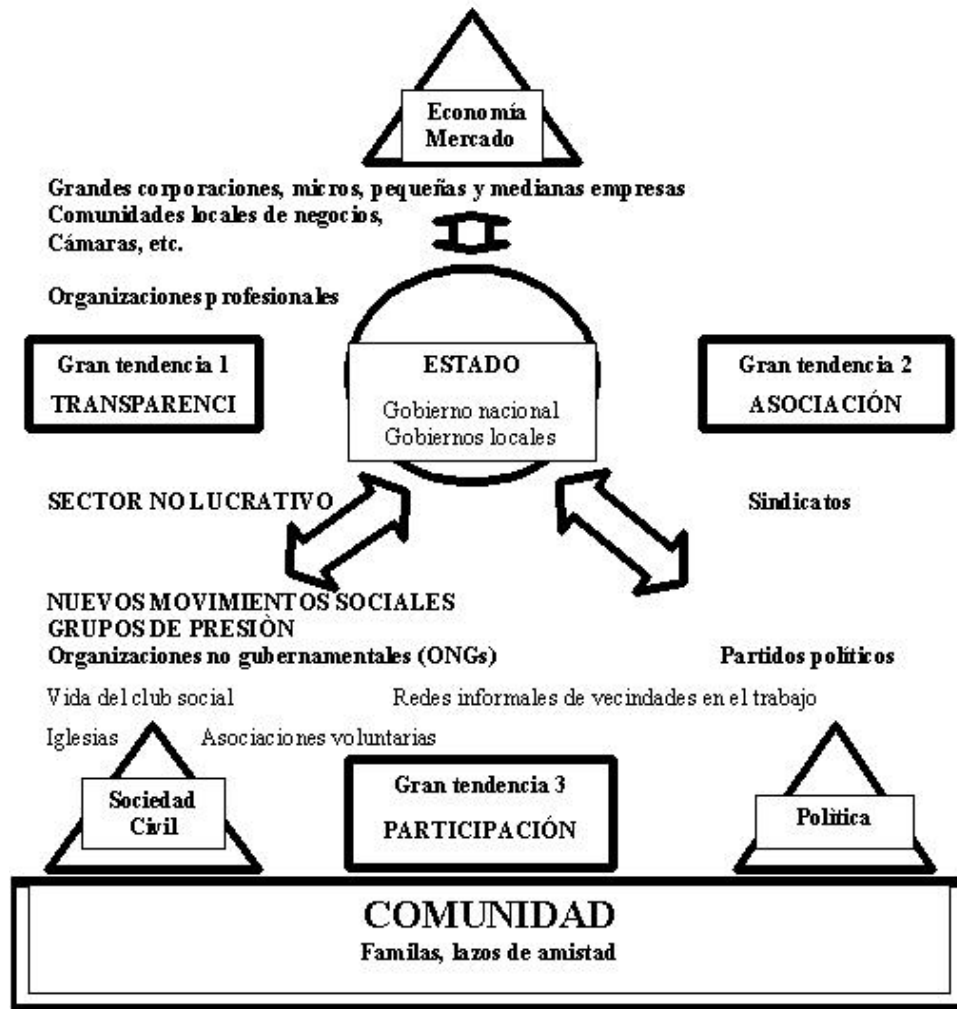 Economía
Mercado
Grandes corporaciones, micros, pequeñas y medianas empresas
Comunidades locales de negocios,
Cámaras, etc.
Organizaciones profesionales
Gran tendencia 1
TRANSPARENCI
ESTADO
Gobierno nacional
Gobiernos locales
Gran tendencia 2
ASOCIACIÓN
SECTOR NO LUCRATIVO
Sindicatos
NUEVOS MOVIMIENTOS SOCIALES
GRUPOS DE PRESIÒN
Organizaciones no gubernamentales (ONGs)
Partidos políticos
Vida del club social
Redes informales de vecindades en el trabajo
Iglesias
Asociaciones voluntarias
Sociedad
Civil
Gran tendencia 3
PARTICIPACIÓN
Polìtica
COMUNIDAD
Famílas, lazos de amistad